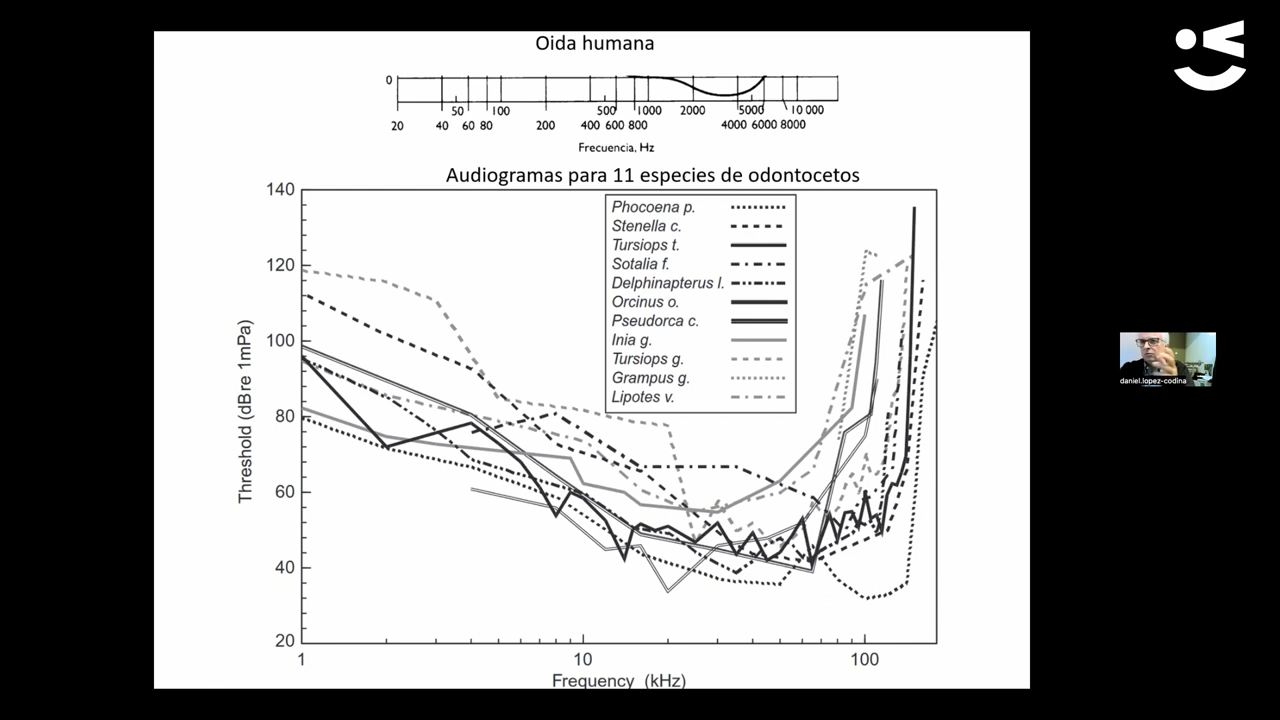 Oida humana
0
50 100 500 1000 2000 5000 10 000
20 40 60 80 200 400 600 800 4000 6000 8000
Frecuencia, Hz
Audiogramas para 11 especies de odontocetos
140
120
100
80
60
40
20
Threshold (dBre 1mPa)
Phocoena p.
Stenella c.
Tursiops t.
Sotalia f.
Delphinapterus l.
Orcinus o.
Pseudorca c.
Inia g.
Tursiops g.
Grampus g.
Lipotes v.
1 10 100
Frequency (kHz)
daniel.lopez-codina